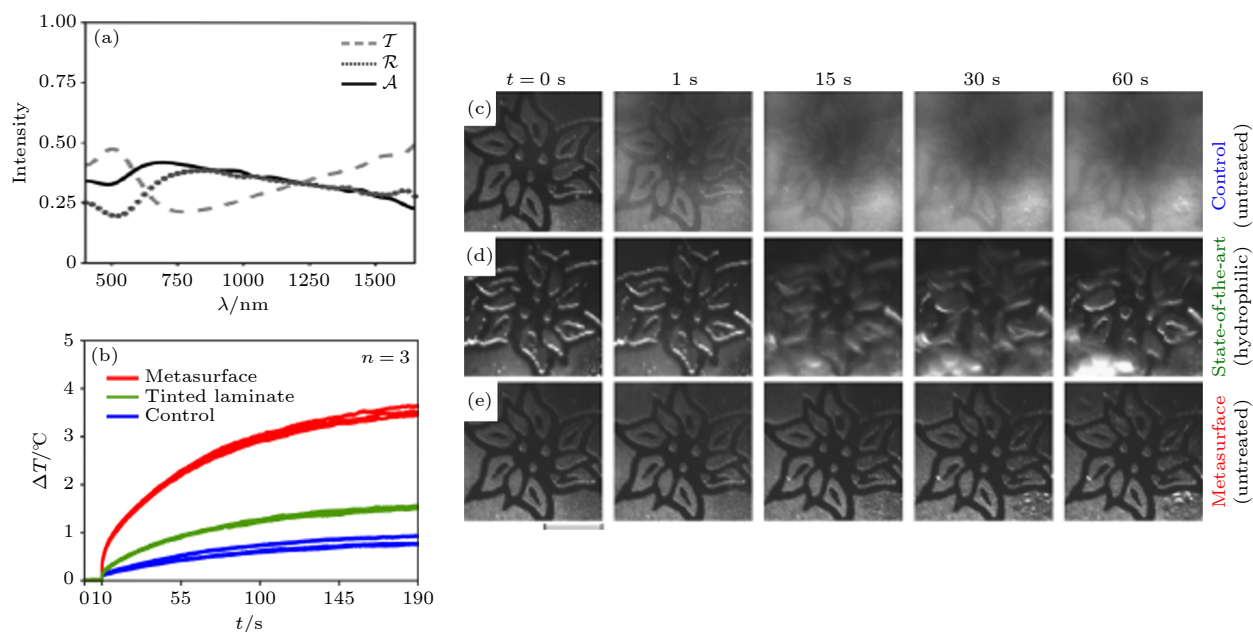 (a)
1.00
0.75
0.50
0.25
0
Intensity
𝒯
ℛ
𝒜
500 750 1000 1250 1500
λ/nm
(b)
n = 3
5
4
3
2
1
0
ΔT/℃
Metasurface
Tinted laminate
Control
0 10 55 100 145 190
t/s
t = 0 s 1 s 15 s 30 s 60 s
(c)
Control
(untreated)
(d)
State-of-the-art
(hydrophilic)
(e)
Metasurface
(untreated)